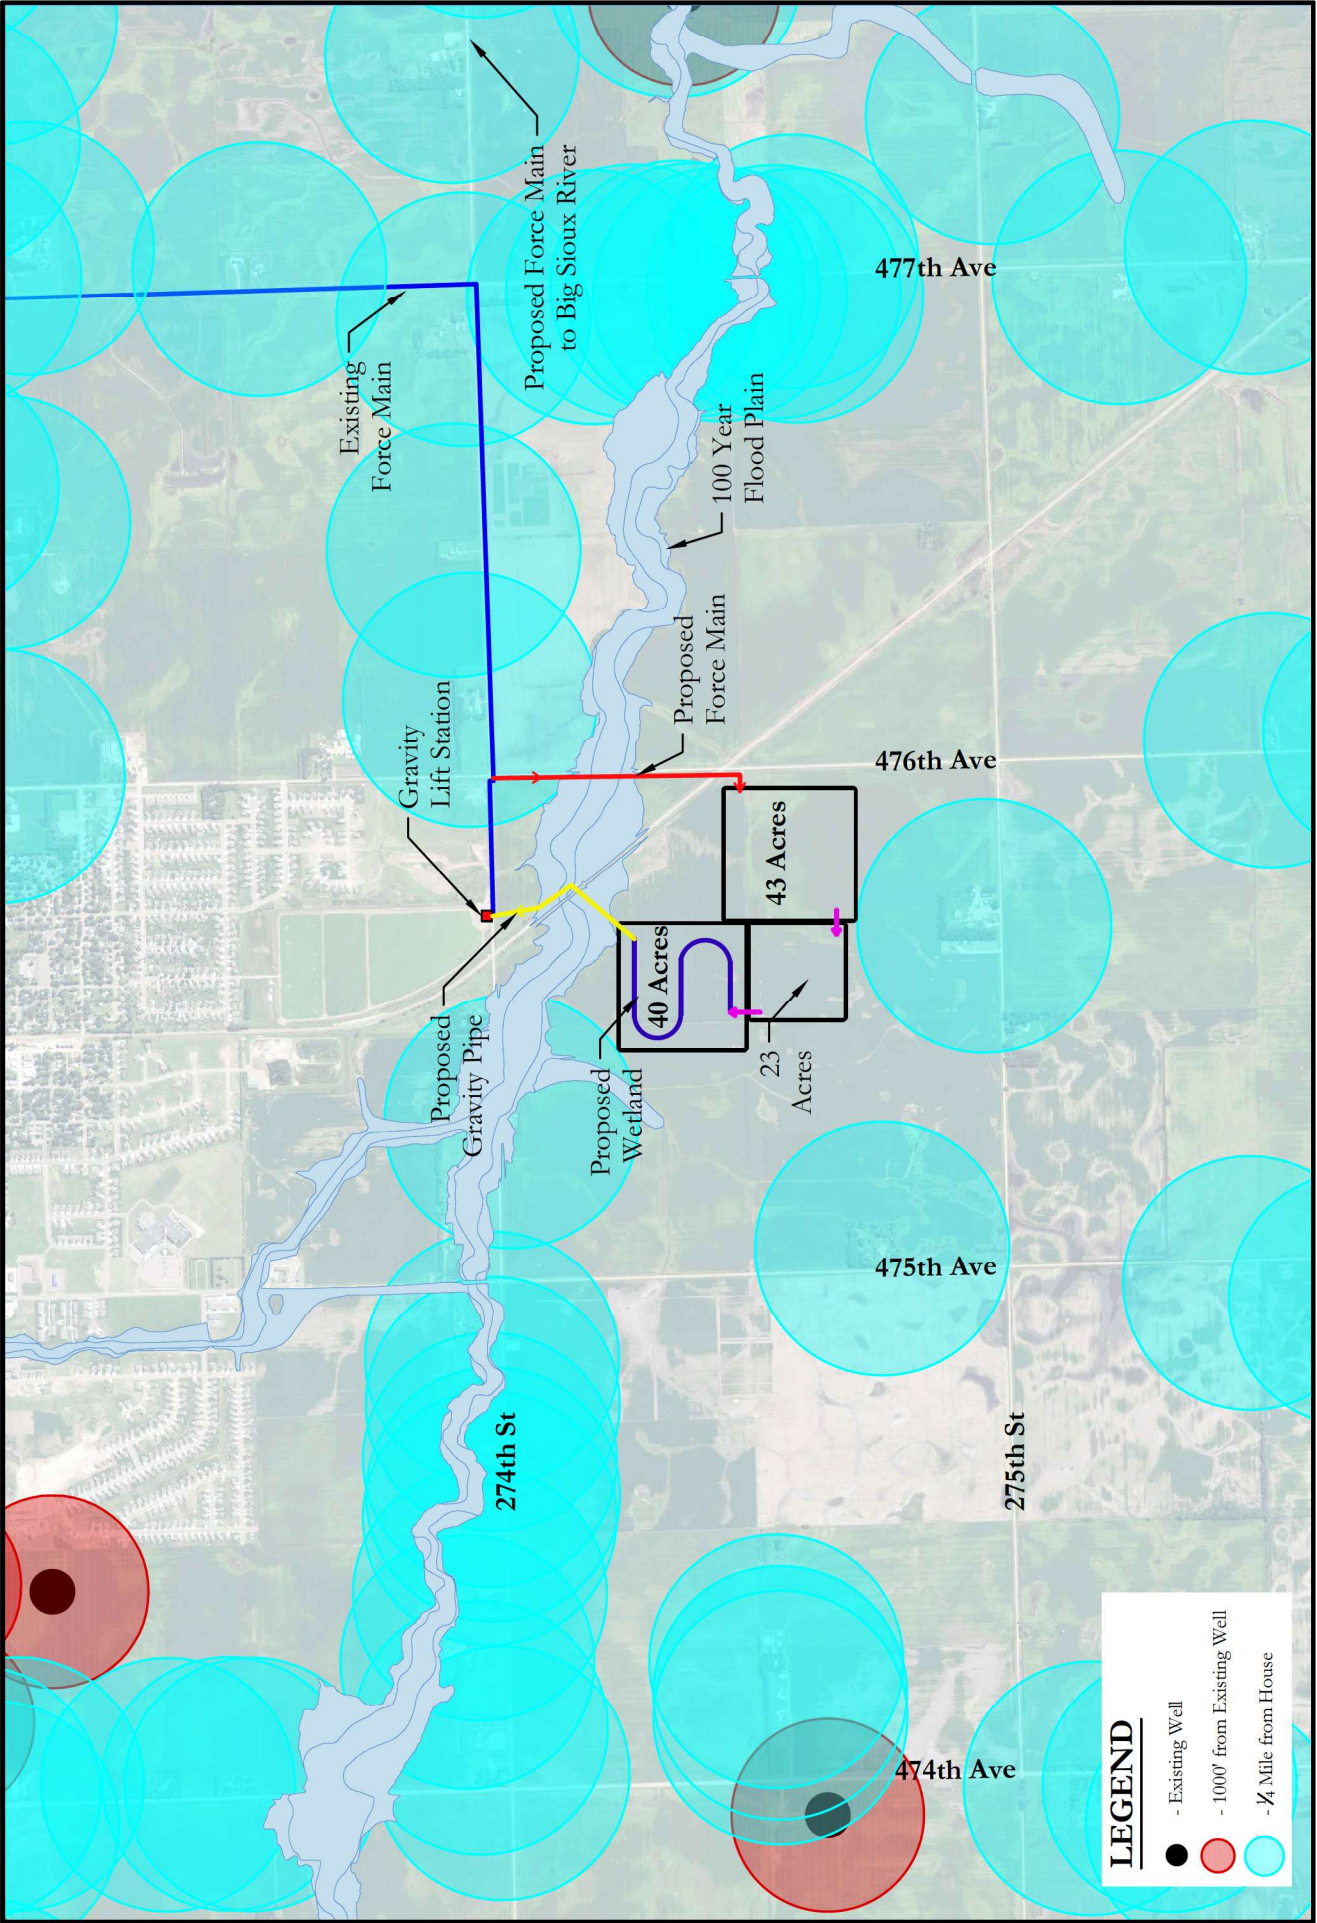 Existing
Force Main
Proposed Force Main
to Big Sioux River
477th Ave
100 Year
Flood Plain
Gravity
Lift Station
Proposed
Force Main
476th Ave
43 Acres
40 Acres
Proposed
Gravity Pipe
Proposed
Wetland
23
Acres
475th Ave
274th St
275th St
474th Ave
LEGEND
- Existing Well
- 1000' from Existing Well
- ¼ Mile from House